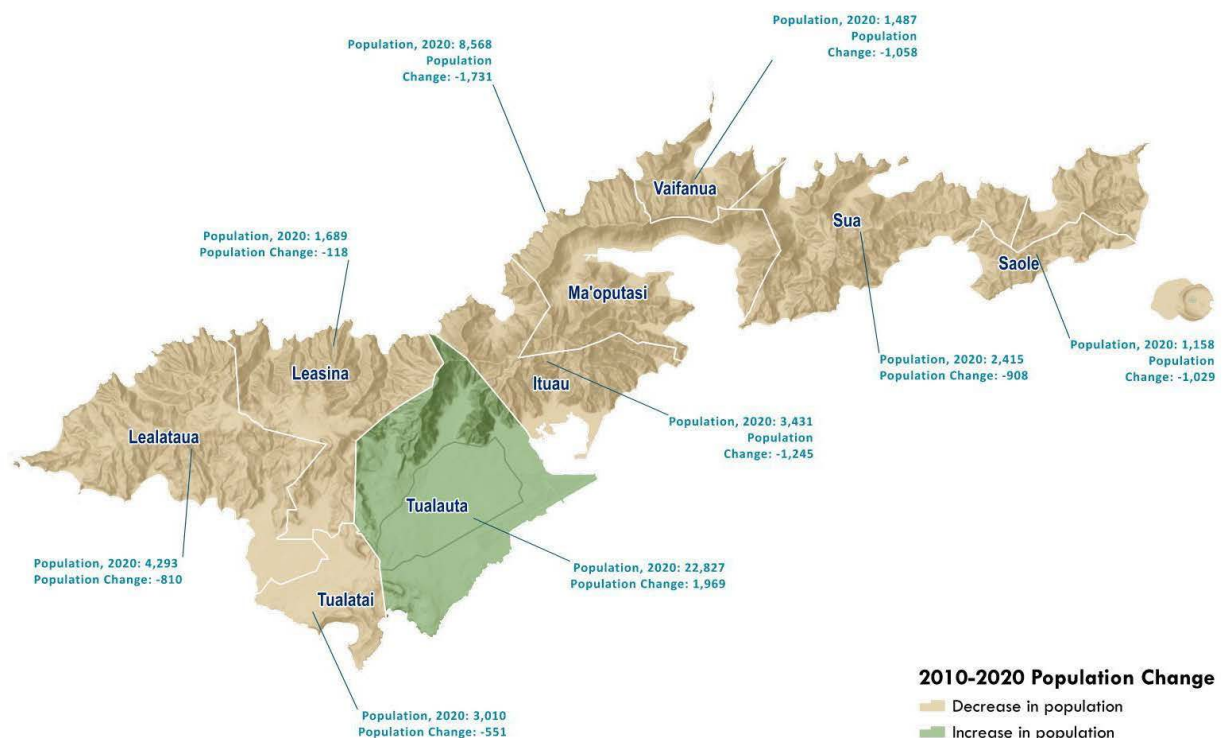 Population, 2020: 1,487
Population
Change: -1,058
Population, 2020: 8,568
Population
Change: -1,731
Vaifanua
Sua
Population, 2020: 1,689
Population Change: -118
Saole
Ma'oputasi
Population, 2020: 1,158
Population
Change: -1,029
Population, 2020: 2,415
Population Change: -908
Leasina
Ituau
Population, 2020: 3,431
Population
Change: -1,245
Lealataua
Tualauta
Population, 2020: 4,293
Population Change: -810
Population, 2020: 22,827
Population Change: 1,969
Tualatai
Population, 2020: 3,010
Population Change: -551
2010-2020 Population Change
Decrease in population
Increase in population